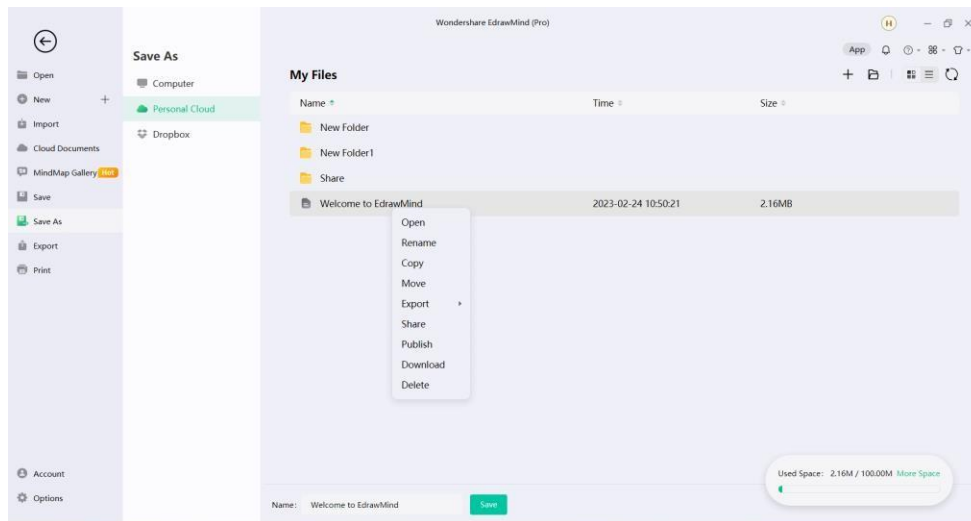 Wondershare EdrawMind (Pro)
H
App
Save As
Open
New
Import
Cloud Documents
MindMap Gallery Hot
Save
Save As
Export
Print
Account
Options
Computer
Personal Cloud
Dropbox
My Files
Name Time Size
New Folder
New Folder1
Share
Welcome to EdrawMind 2023-02-24 10:50:21 2.16MB
Open
Rename
Copy
Move
Export
Share
Publish
Download
Delete
Used Space: 2.16M / 100.00M More Space
Name: Welcome to EdrawMind Save